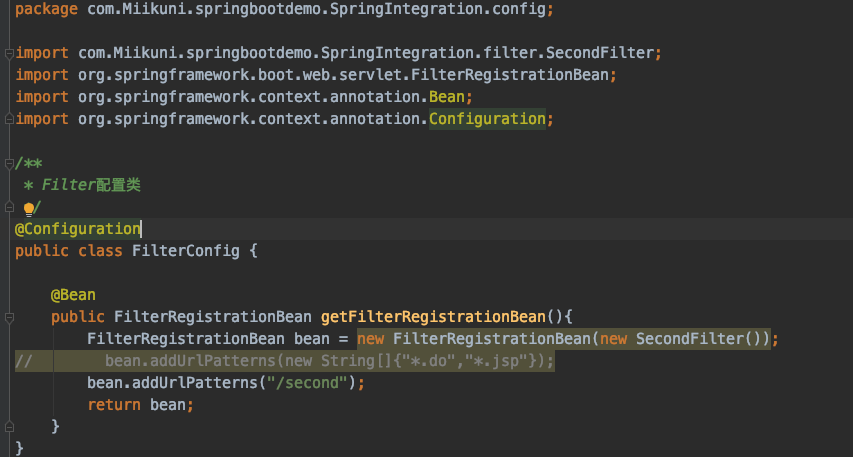 package com.Miikuni.springbootdemo.SpringIntegration.config;
import com.Miikuni.springbootdemo.SpringIntegration.filter.SecondFilter;
import org.springframework.boot.web.servlet.FilterRegistrationBean;
import org.springframework.context.annotation.Bean;
import org.springframework.context.annotation.Configuration;
/**
 * Filter配置类
 */
@Configuration
public class FilterConfig {
    @Bean
    public FilterRegistrationBean getFilterRegistrationBean(){
        FilterRegistrationBean bean = new FilterRegistrationBean(new SecondFilter());
//        bean.addUrlPatterns(new String[]{"*.do","*.jsp"});
        bean.addUrlPatterns("/second");
        return bean;
    }
}